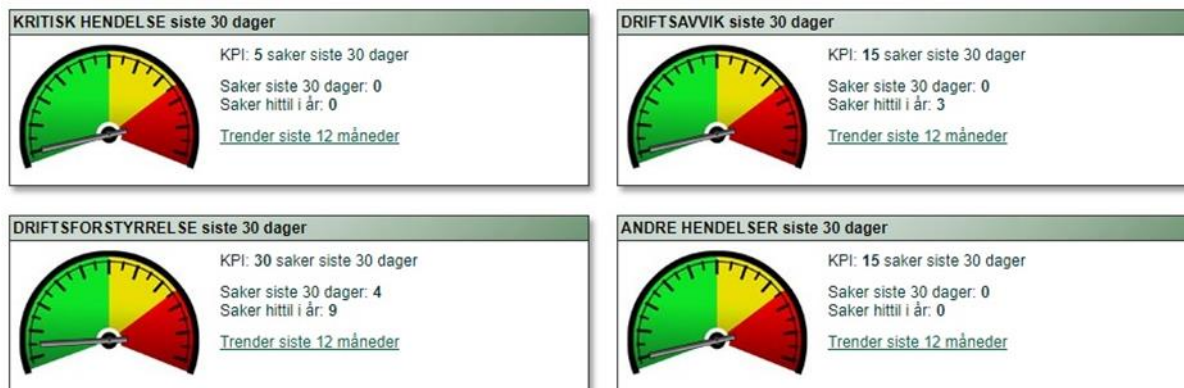 KRITISK HENDELSE siste 30 dager
KPI: 5 saker siste 30 dager
Saker siste 30 dager: 0
Saker hittil i år: 0
Trender siste 12 måneder
DRIFTSAVVIK siste 30 dager
KPI: 15 saker siste 30 dager
Saker siste 30 dager: 0
Saker hittil i år: 3
Trender siste 12 måneder
DRIFTSFORSTYRRELSE siste 30 dager
KPI: 30 saker siste 30 dager
Saker siste 30 dager: 4
Saker hittil i år: 9
Trender siste 12 måneder
ANDRE HENDELSER siste 30 dager
KPI: 15 saker siste 30 dager
Saker siste 30 dager: 0
Saker hittil i år: 0
Trender siste 12 måneder